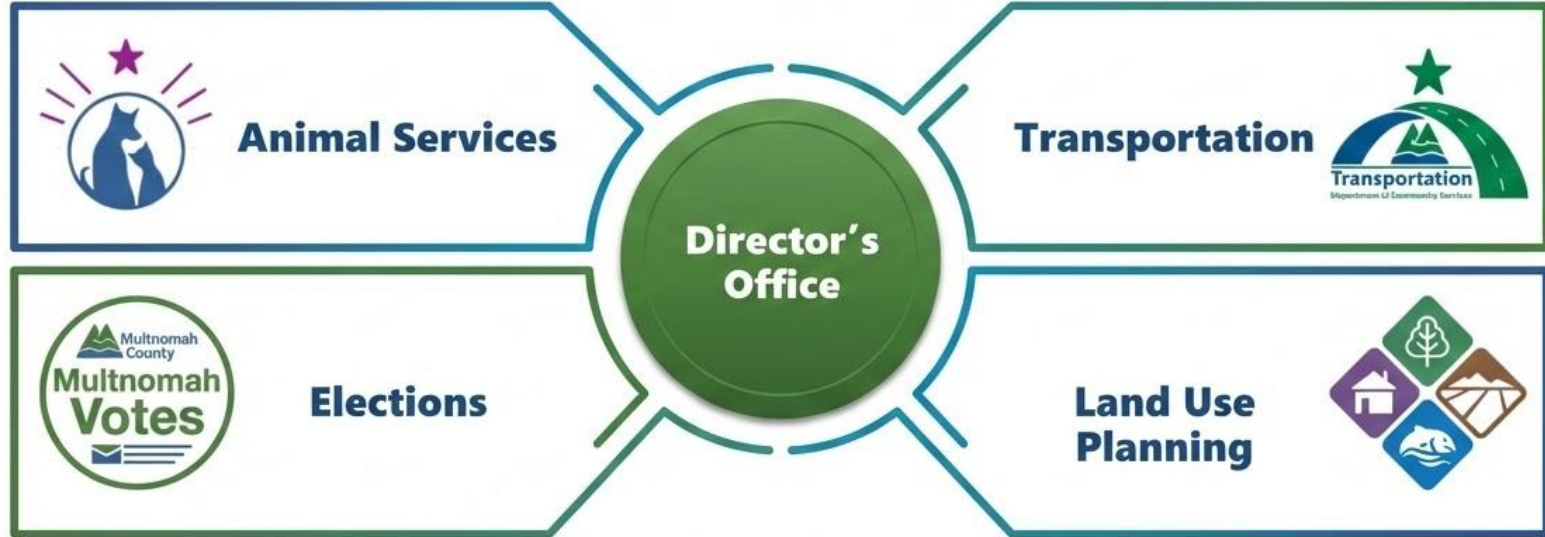 Animal Services
Transportation
Transportation
Director's
Office
Multnomah
County
Multnomah
Votes
Elections
Land Use
Planning